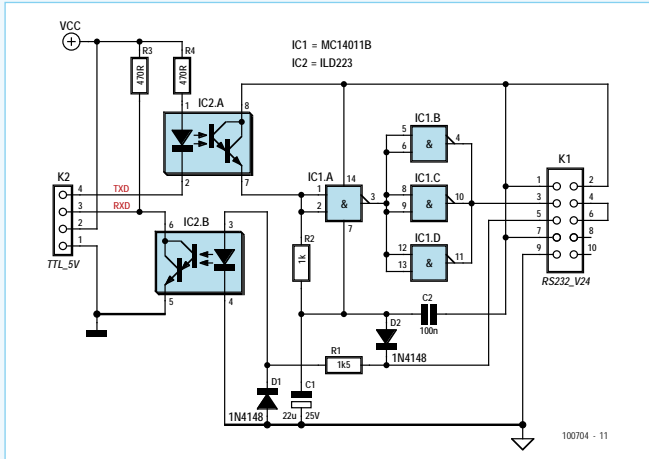 VCC
IC1 = MC14011B
IC2 = ILD223
R3
R4
470R
470R
IC2.A
1
8
2
7
K2
4
3
2
1
TTL_5V
TXD
RXD
IC2.B
6
3
5
4
IC1.A
1
2
14
3
7
&
IC1.B
5
6
4
&
IC1.C
8
9
10
&
IC1.D
12
13
11
&
K1
1
2
3
4
5
6
7
8
9
10
RS232_V24
R2
1k
C2
100n
D2
1N4148
R1
1k5
D1
1N4148
C1
22u
25V
100704 - 11